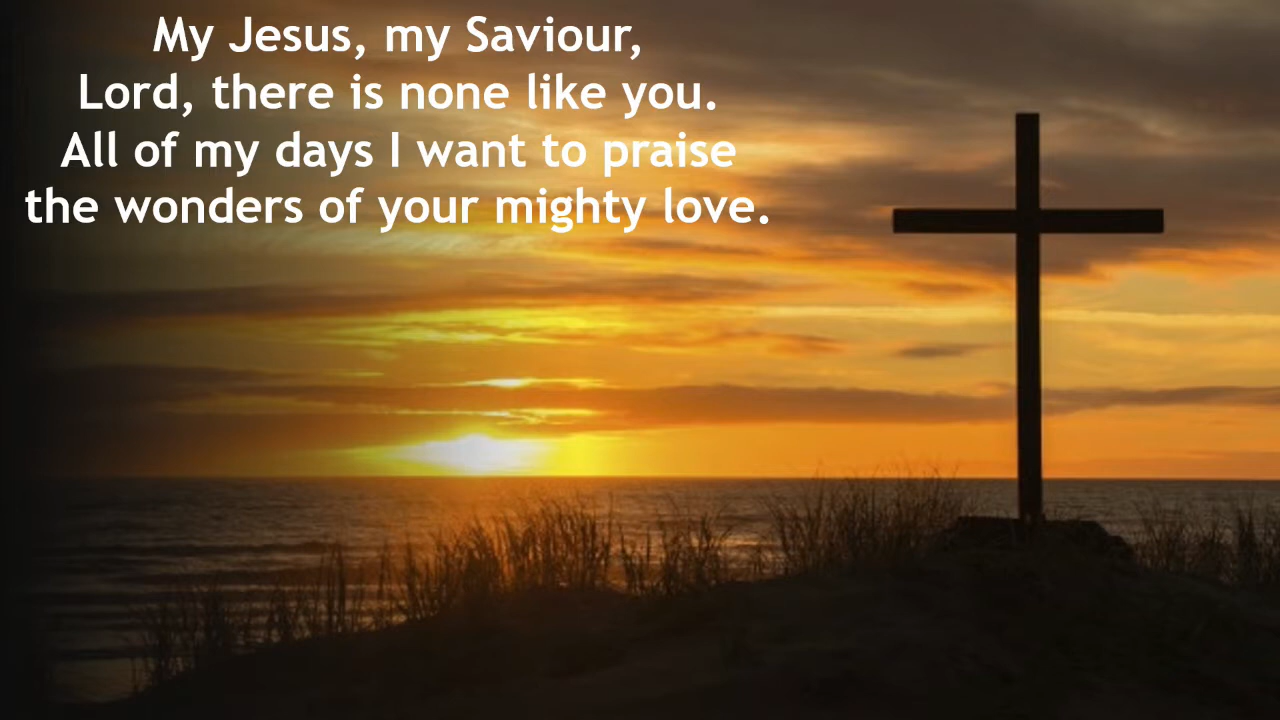 My Jesus, my Saviour,
Lord, there is none like you.
All of my days I want to praise
the wonders of your mighty love.